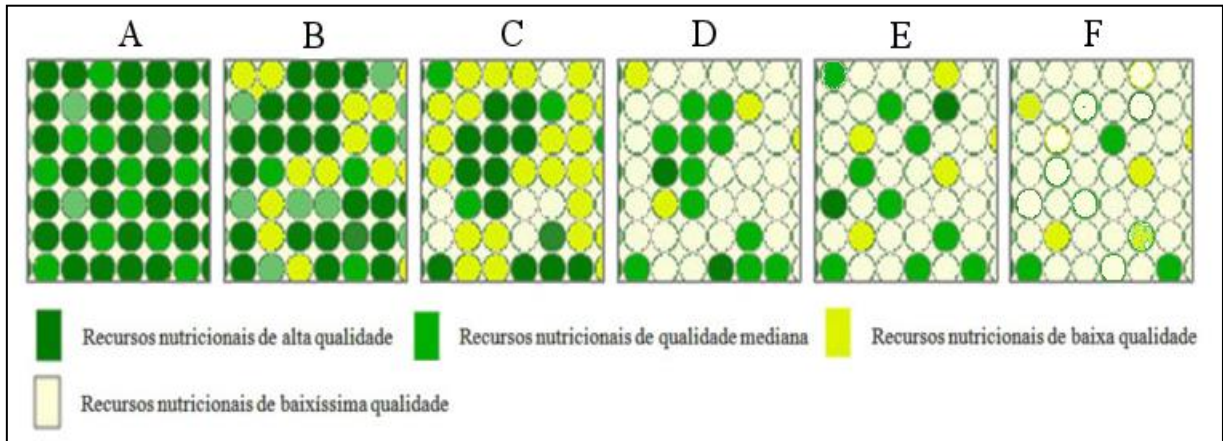 A B C D E F
Recursos nutricionais de alta qualidade Recursos nutricionais de qualidade mediana Recursos nutricionais de baixa qualidade
Recursos nutricionais de baixíssima qualidade